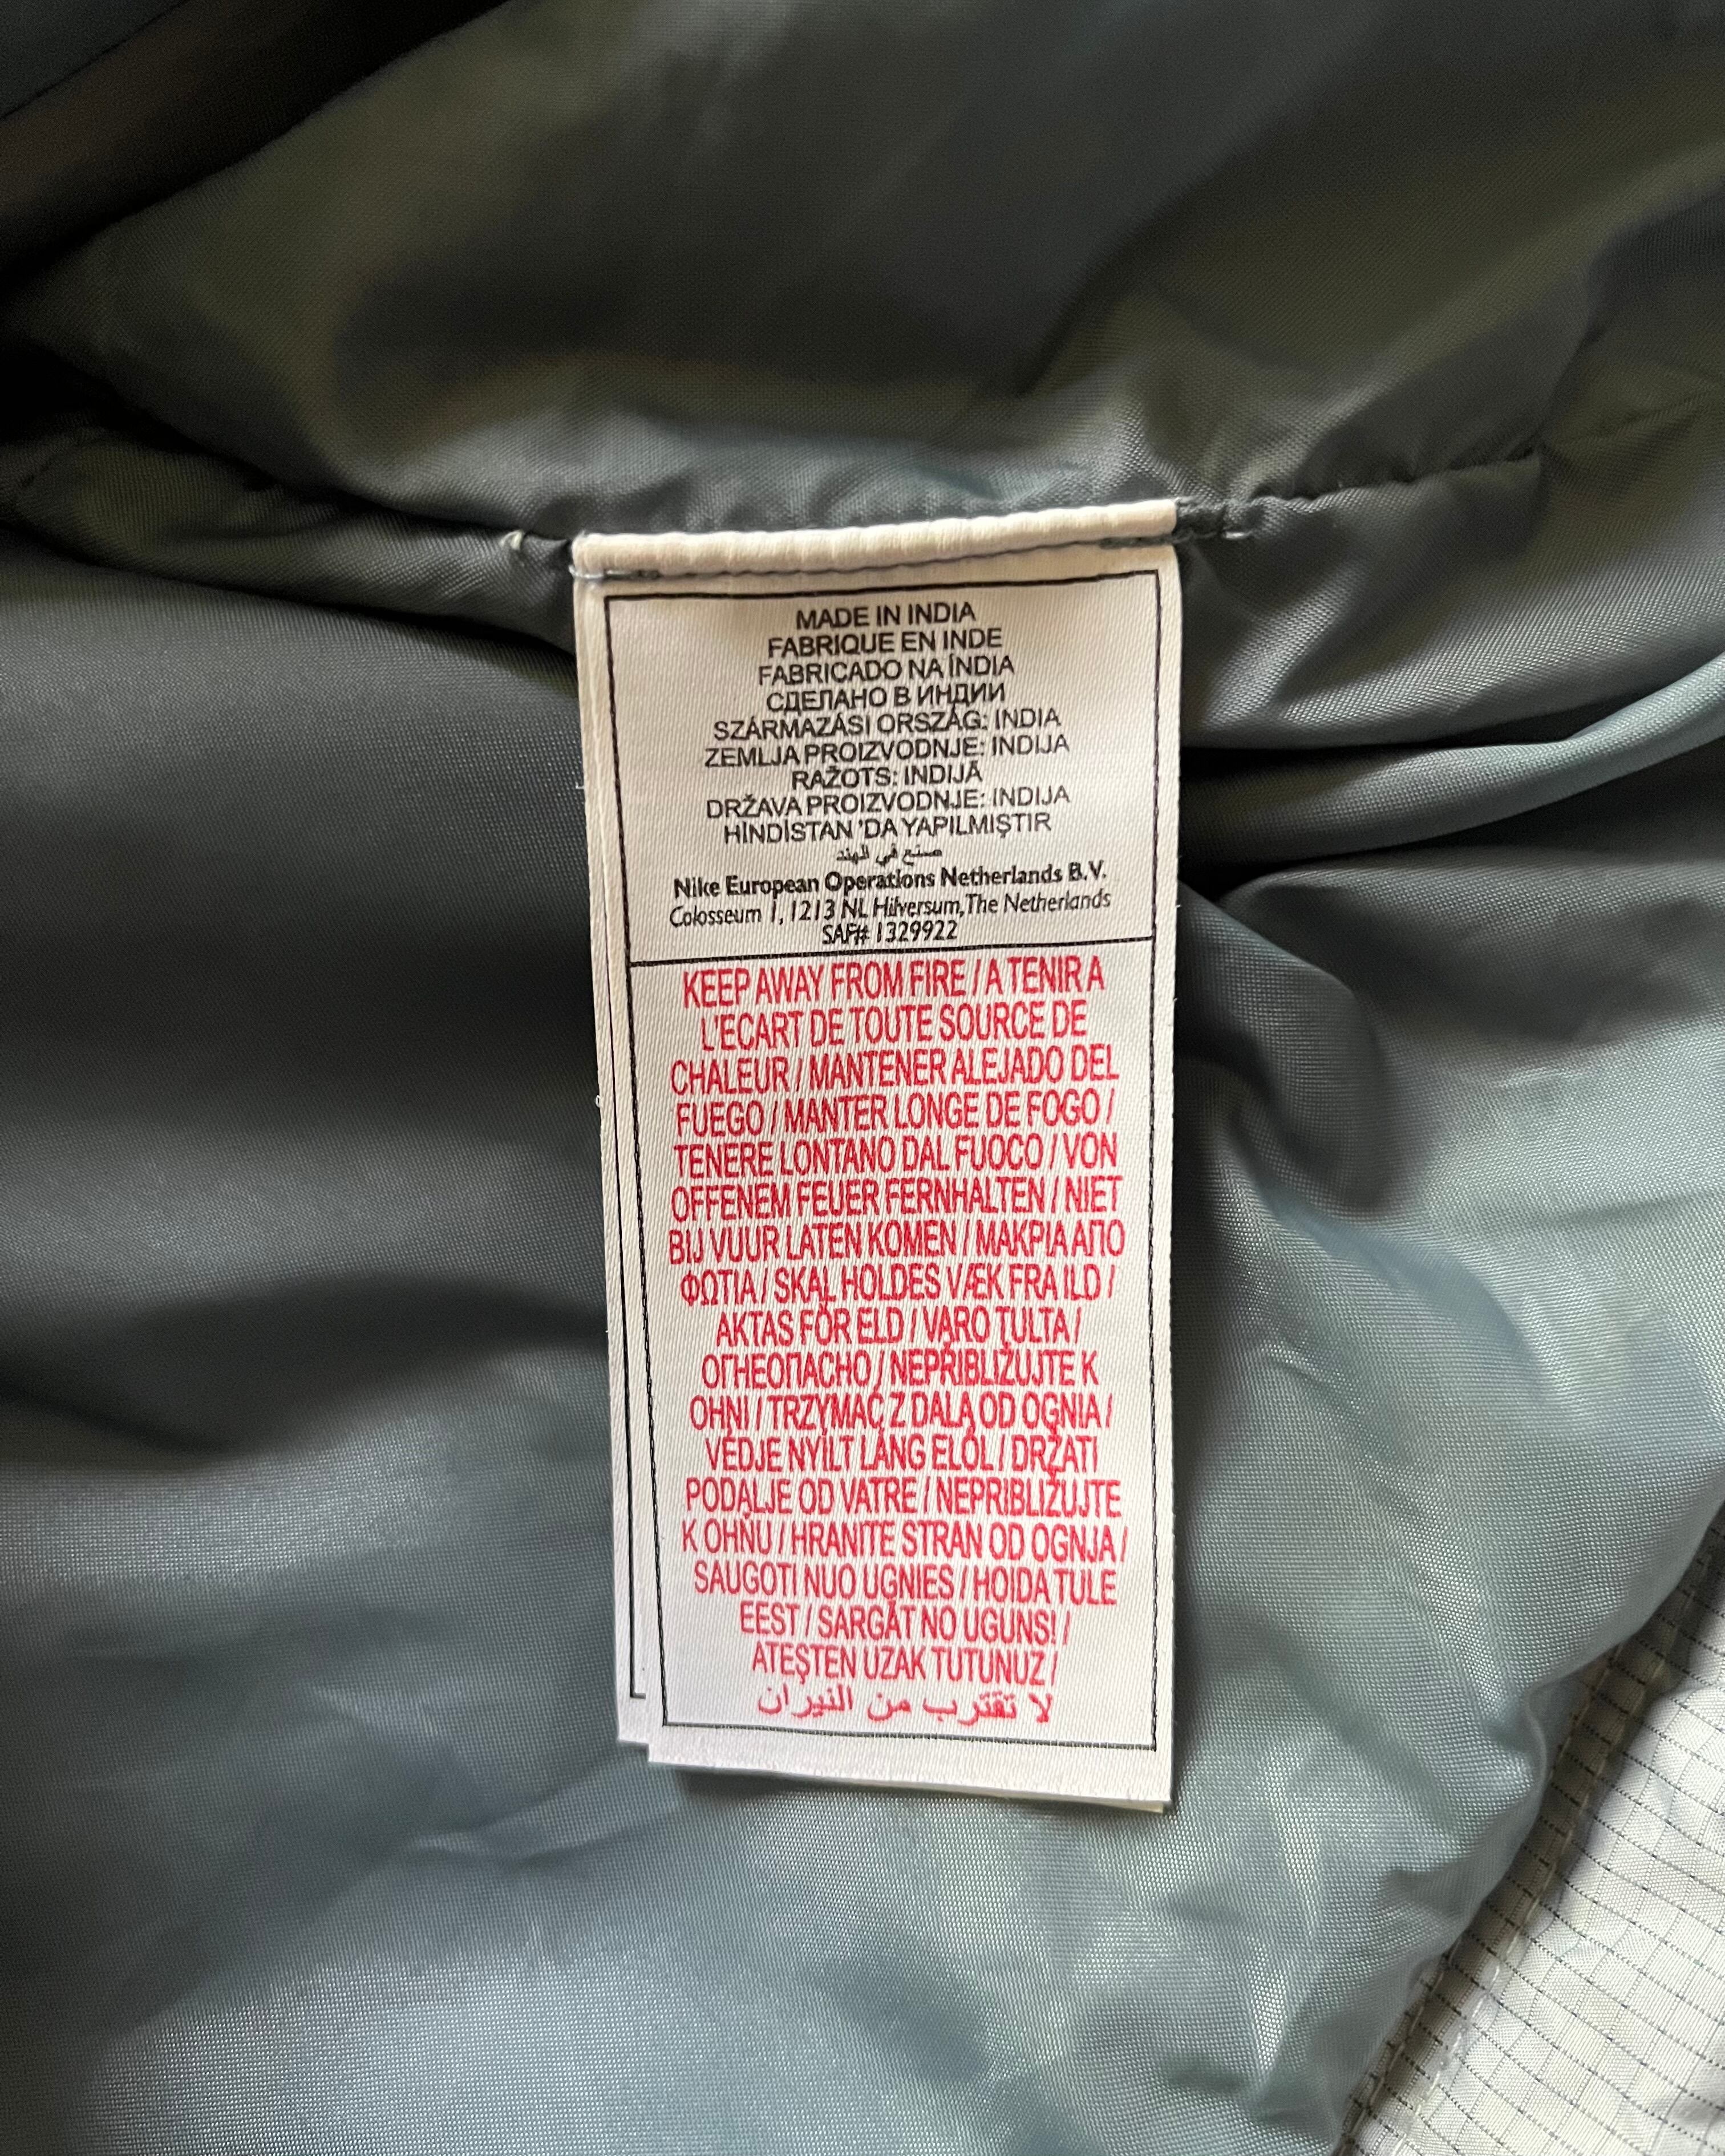 MADE IN INDIA
FABRIQUE EN INDE
FABRICADO NA ÍNDIA
СДЕЛАНО В ИНДИИ
SZÁRMAZÁSI ORSZÁG: INDIA
ZEMLJA PROIZVODNJE: INDIJA
RAŽOTS: INDIJĀ
DRŽAVA PROIZVODNJE: INDIJA
HİNDİSTAN 'DA YAPILMIŞTIR
صنع في الهند
Nike European Operations Netherlands B.V.
Colosseum 1, 1213 NL Hilversum, The Netherlands
SAF# 1329922
KEEP AWAY FROM FIRE / A TENIR A
L'ECART DE TOUTE SOURCE DE
CHALEUR / MANTENER ALEJADO DEL
FUEGO / MANTER LONGE DE FOGO /
TENERE LONTANO DAL FUOCO / VON
OFFENEM FEUER FERNHALTEN / NIET
BIJ VUUR LATEN KOMEN / ΜΑΚΡΙΑ ΑΠΟ
ΦΩΤΙΑ / SKAL HOLDES VÆK FRA ILD /
AKTAS FÖR ELD / VARO TULTA /
ОГНЕОПАСНО / NEPŘIBLIŽUJTE K
OHNI / TRZYMAĆ Z DALA OD OGNIA /
VÉDJE NYÍLT LÁNG ELŐL / DRŽATI
PODALJE OD VATRE / NEPRIBLIŽUJTE
K OHŇU / HRANITE STRAN OD OGNJA /
SAUGOTI NUO UGNIES / HOIDA TULE
EEST / SARGĀT NO UGUNS! /
ATEŞTEN UZAK TUTUNUZ /
لا تقترب من النيران